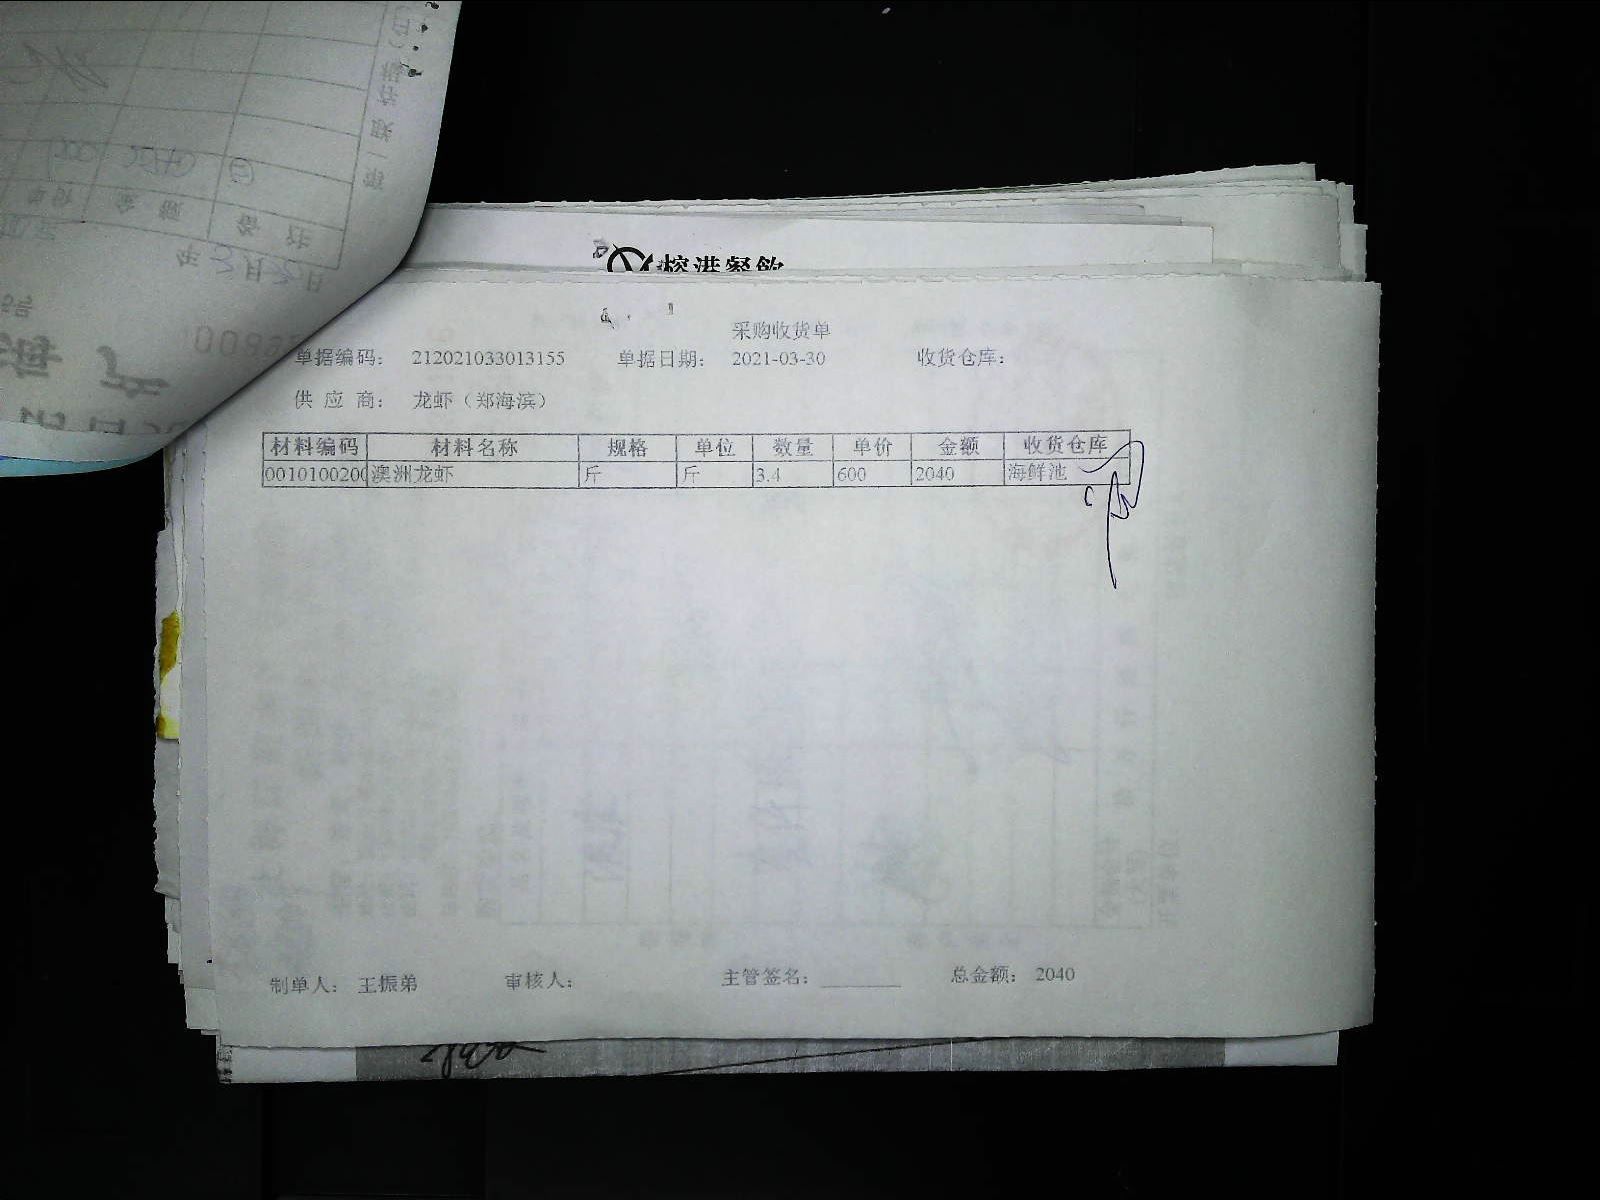 榕港餐飲
采购收货单
单据编码： 212021033013155 单据日期： 2021-03-30 收货仓库：
供 应 商： 龙虾（郑海滨）
材料编码 材料名称 规格 单位 数量 单价 金额 收货仓库
0010100200 澳洲龙虾 斤 斤 3.4 600 2040 海鲜池
制单人： 王振弟 审核人： 主管签名：________ 总金额： 2040